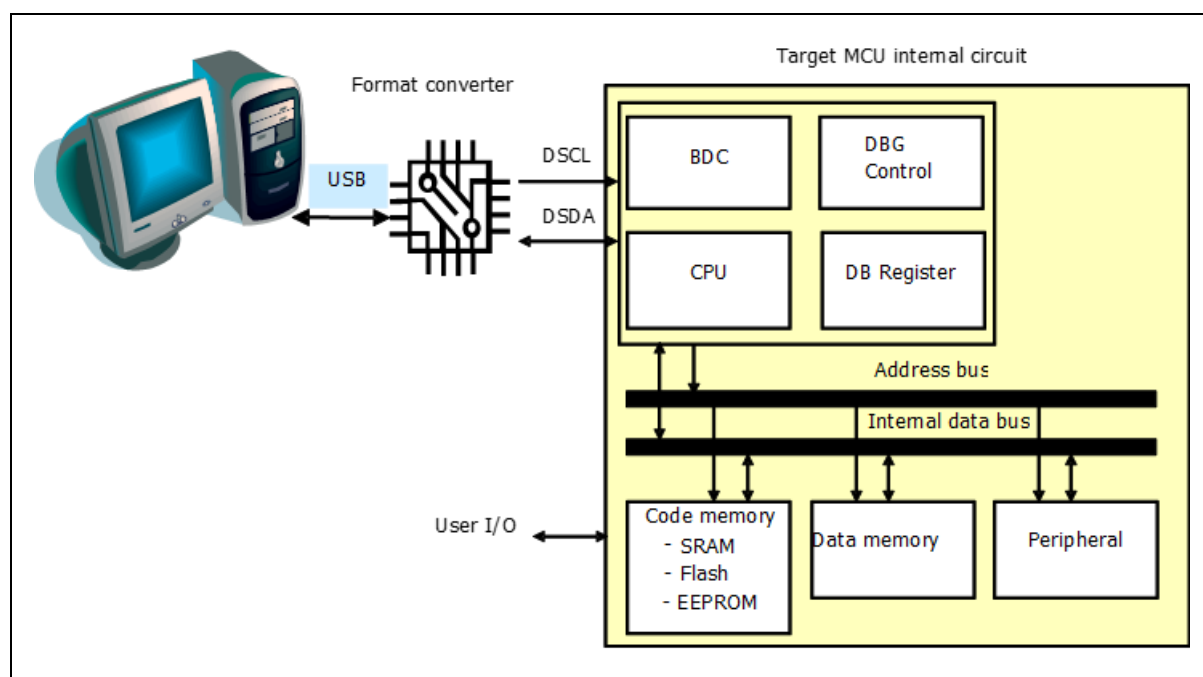 Target MCU internal circuit
Format converter
USB
DSCL
DSDA
BDC
DBG
Control
CPU
DB Register
Address bus
Internal data bus
User I/O
Code memory
- SRAM
- Flash
- EEPROM
Data memory
Peripheral